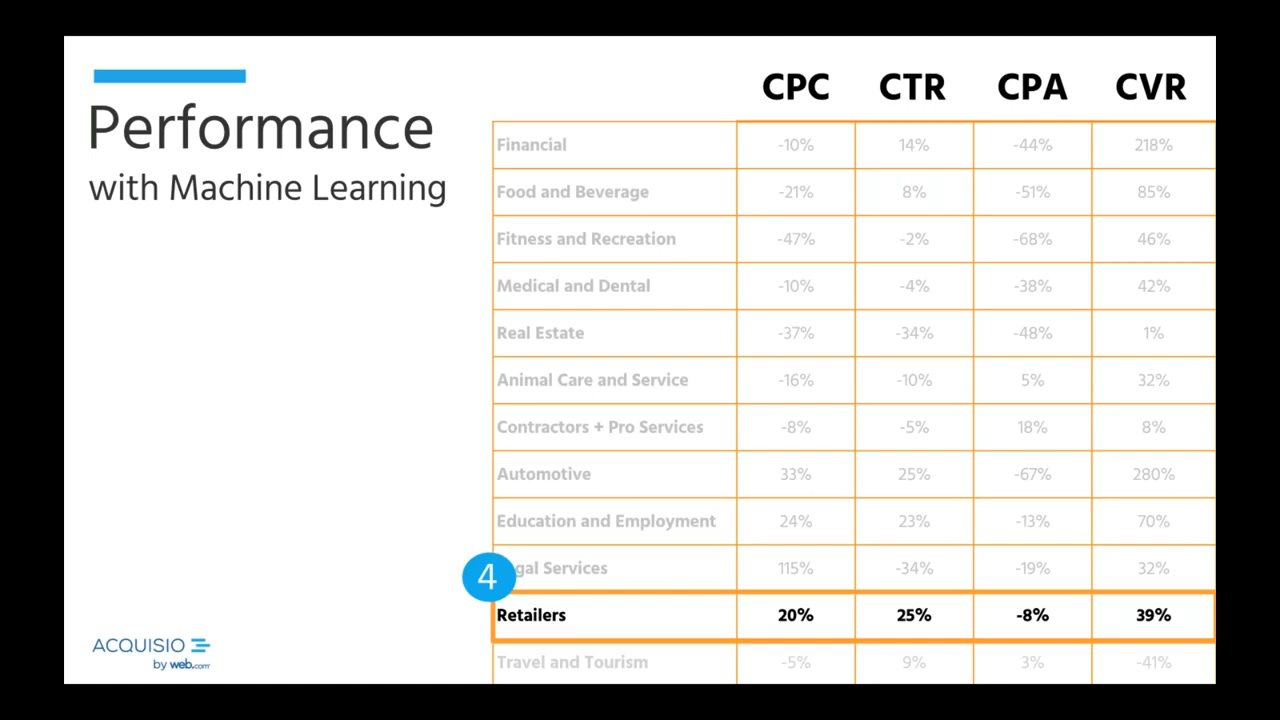 Performance
with Machine Learning
CPC CTR CPA CVR
Financial -10% 14% -44% 218%
Food and Beverage -21% 8% -51% 85%
Fitness and Recreation -47% -2% -68% 46%
Medical and Dental -10% -4% -38% 42%
Real Estate -37% -34% -48% 1%
Animal Care and Service -16% -10% 5% 32%
Contractors + Pro Services -8% -5% 18% 8%
Automotive 33% 25% -67% 280%
Education and Employment 24% 23% -13% 70%
4
gal Services 115% -34% -19% 32%
Retailers 20% 25% -8% 39%
Travel and Tourism -5% 9% 3% -41%
ACQUISIO
by web.com